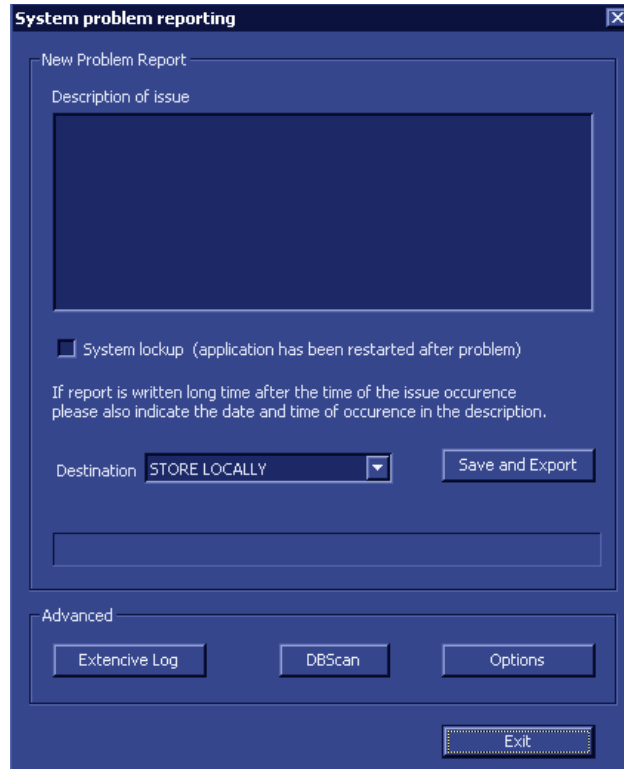 System problem reporting
New Problem Report
Description of issue
System lockup (application has been restarted after problem)
If report is written long time after the time of the issue occurence
please also indicate the date and time of occurence in the description.
Destination STORE LOCALLY Save and Export
Advanced
Extencive Log DBScan Options
Exit